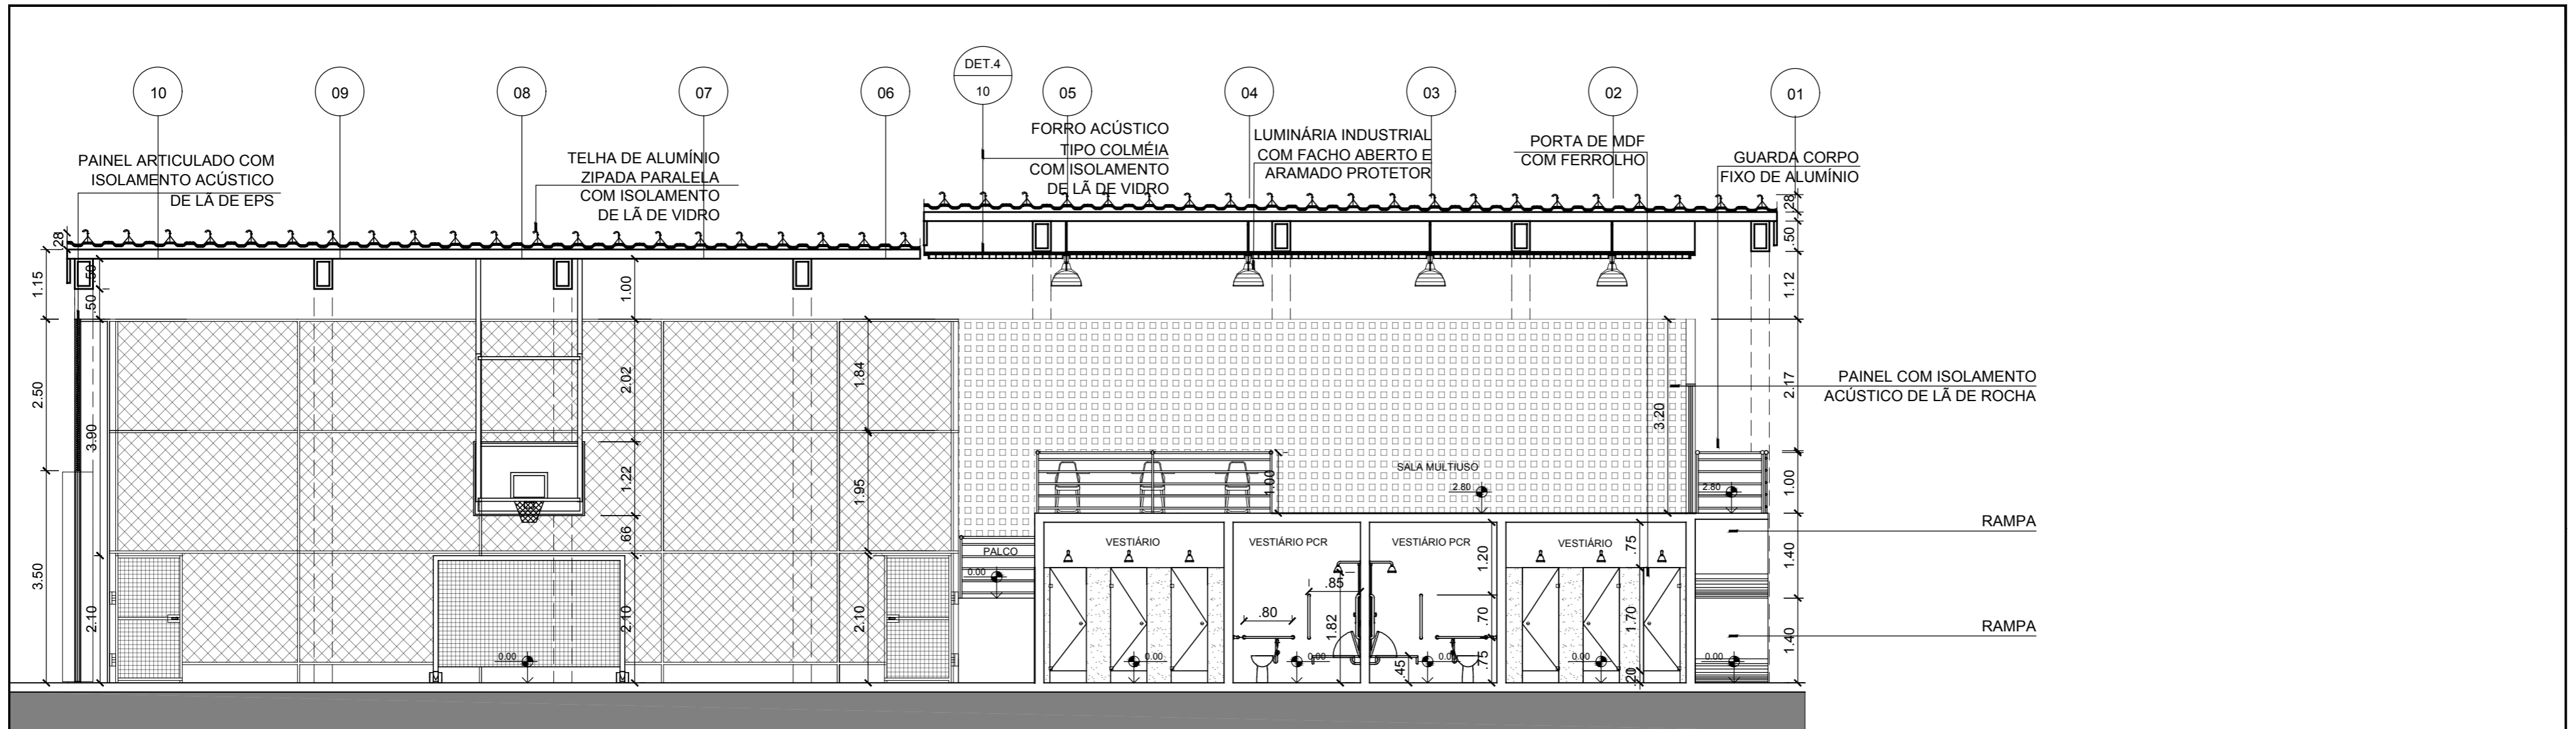 10
09
08
07
06
DET.4
10
05
04
03
02
01
PAINEL ARTICULADO COM
ISOLAMENTO ACÚSTICO
DE LÃ DE EPS
TELHA DE ALUMÍNIO
ZIPADA PARALELA
COM ISOLAMENTO
DE LÃ DE VIDRO
FORRO ACÚSTICO
TIPO COLMÉIA
COM ISOLAMENTO
DE LÃ DE VIDRO
LUMINÁRIA INDUSTRIAL
COM FACHO ABERTO E
ARAMADO PROTETOR
PORTA DE MDF
COM FERROLHO
GUARDA CORPO
FIXO DE ALUMÍNIO
.28
1.15
.50
.50
2.50
3.90
3.50
2.10
1.00
2.02
1.22
.66
2.10
1.84
1.95
2.10
0.00
PALCO
0.00
1.00
SALA MULTIUSO
2.80
3.20
PAINEL COM ISOLAMENTO
ACÚSTICO DE LÃ DE ROCHA
.28
.50
1.12
2.17
1.00
1.40
1.40
2.80
RAMPA
RAMPA
0.00
VESTIÁRIO
0.00
VESTIÁRIO PCR
.80
.85
1.82
0.00
VESTIÁRIO PCR
1.20
.70
.75
.45
0.00
VESTIÁRIO
.75
1.70
.20
0.00